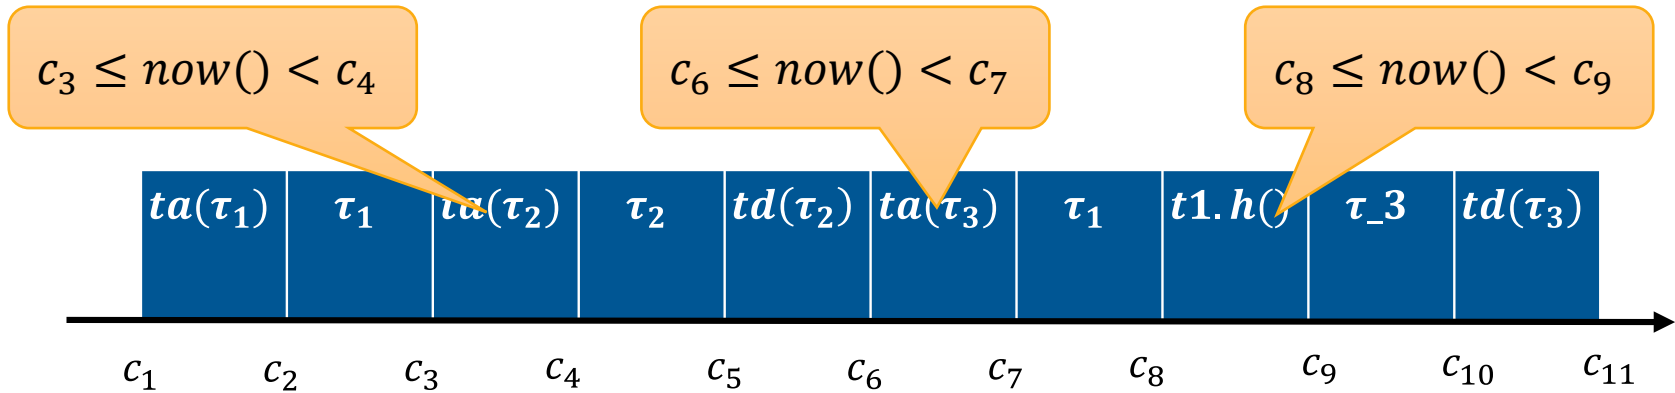 c₃ ≤ now() < c₄
c₆ ≤ now() < c₇
c₈ ≤ now() < c₉
ta(τ₁) τ₁ ta(τ₂) τ₂ td(τ₂) ta(τ₃) τ₁ t1.h() τ_3 td(τ₃)
c₁ c₂ c₃ c₄ c₅ c₆ c₇ c₈ c₉ c₁₀ c₁₁